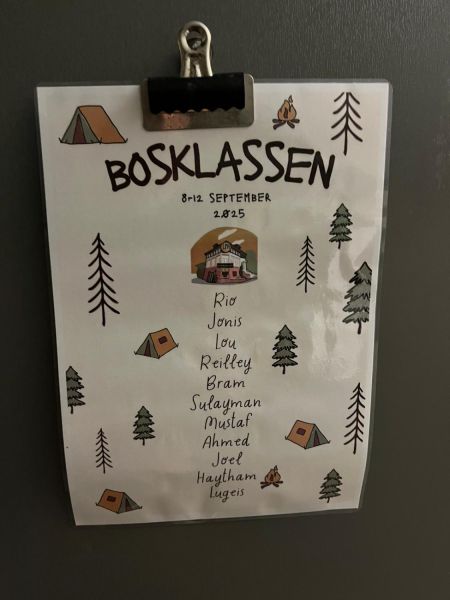 BOSKLASSEN
8-12 SEPTEMBER
2025
Rio
Jonis
Lou
Reilley
Bram
Sulayman
Mustaf
Ahmed
Joel
Haytham
Lugeis